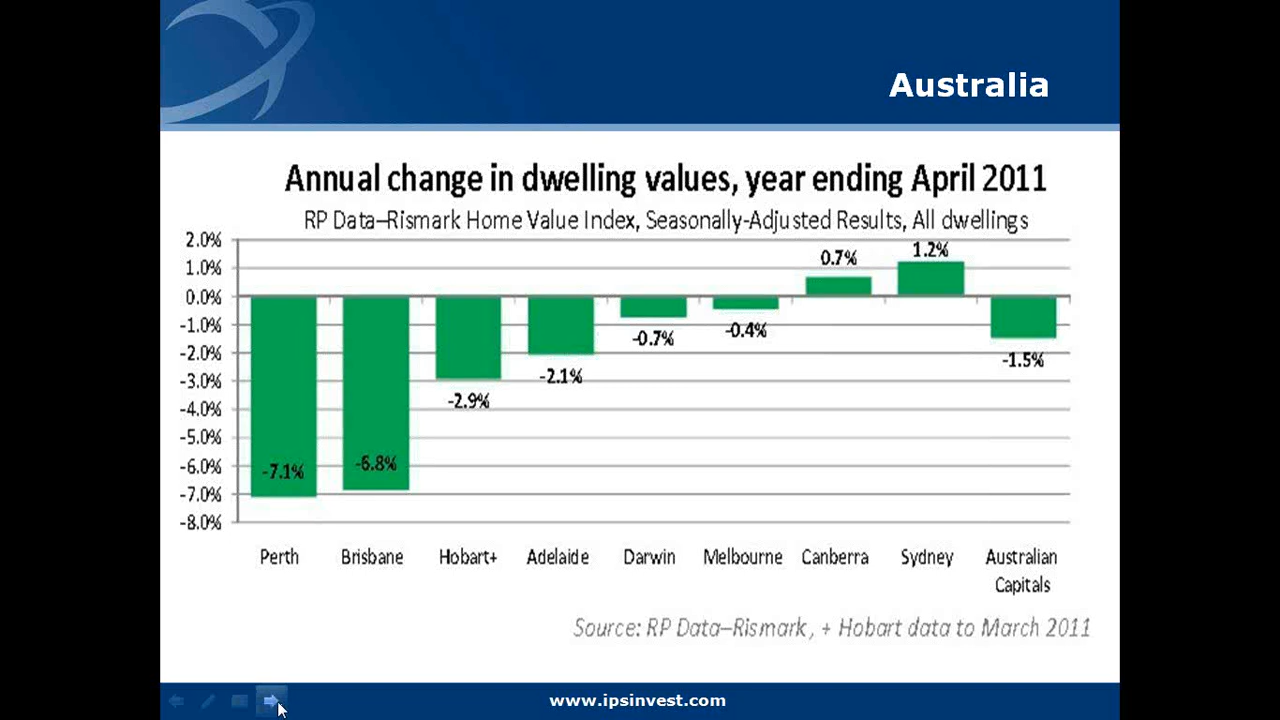 Australia
Annual change in dwelling values, year ending April 2011
RP Data–Rismark Home Value Index, Seasonally-Adjusted Results, All dwellings
2.0%
1.0%
0.0%
-1.0%
-2.0%
-3.0%
-4.0%
-5.0%
-6.0%
-7.0%
-8.0%
-7.1%
-6.8%
-2.9%
-2.1%
-0.7%
-0.4%
0.7%
1.2%
-1.5%
Perth Brisbane Hobart+ Adelaide Darwin Melbourne Canberra Sydney Australian
Capitals
Source: RP Data–Rismark, + Hobart data to March 2011
www.ipsinvest.com